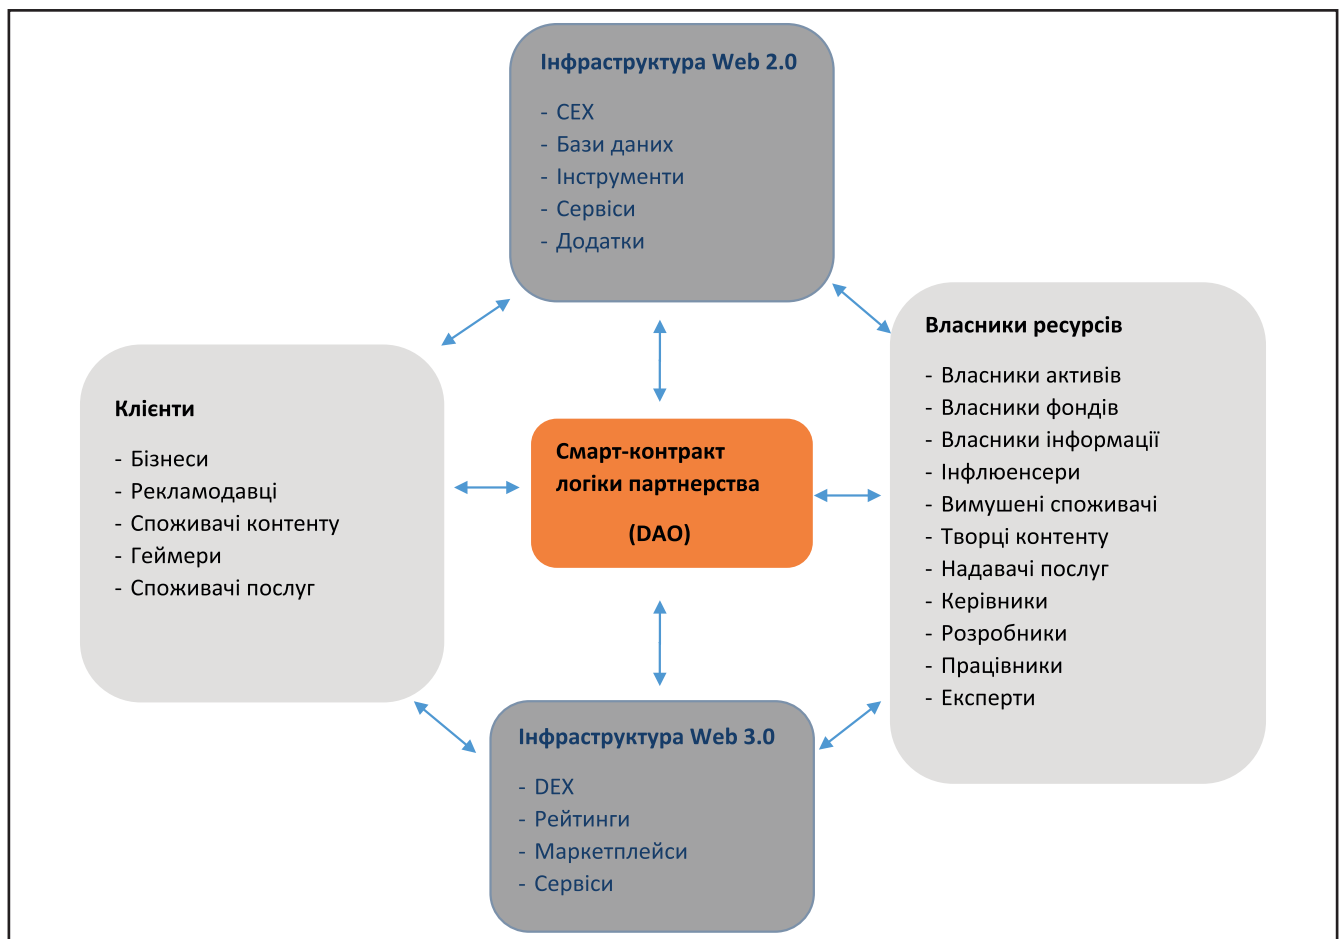 Інфраструктура Web 2.0
- CEX
- Бази даних
- Інструменти
- Сервіси
- Додатки
Клієнти
- Бізнеси
- Рекламодавці
- Споживачі контенту
- Геймери
- Споживачі послуг
Смарт-контракт
логіки партнерства
(DAO)
Власники ресурсів
- Власники активів
- Власники фондів
- Власники інформації
- Інфлюенсери
- Вимушені споживачі
- Творці контенту
- Надавачі послуг
- Керівники
- Розробники
- Працівники
- Експерти
Інфраструктура Web 3.0
- DEX
- Рейтинги
- Маркетплейси
- Сервіси